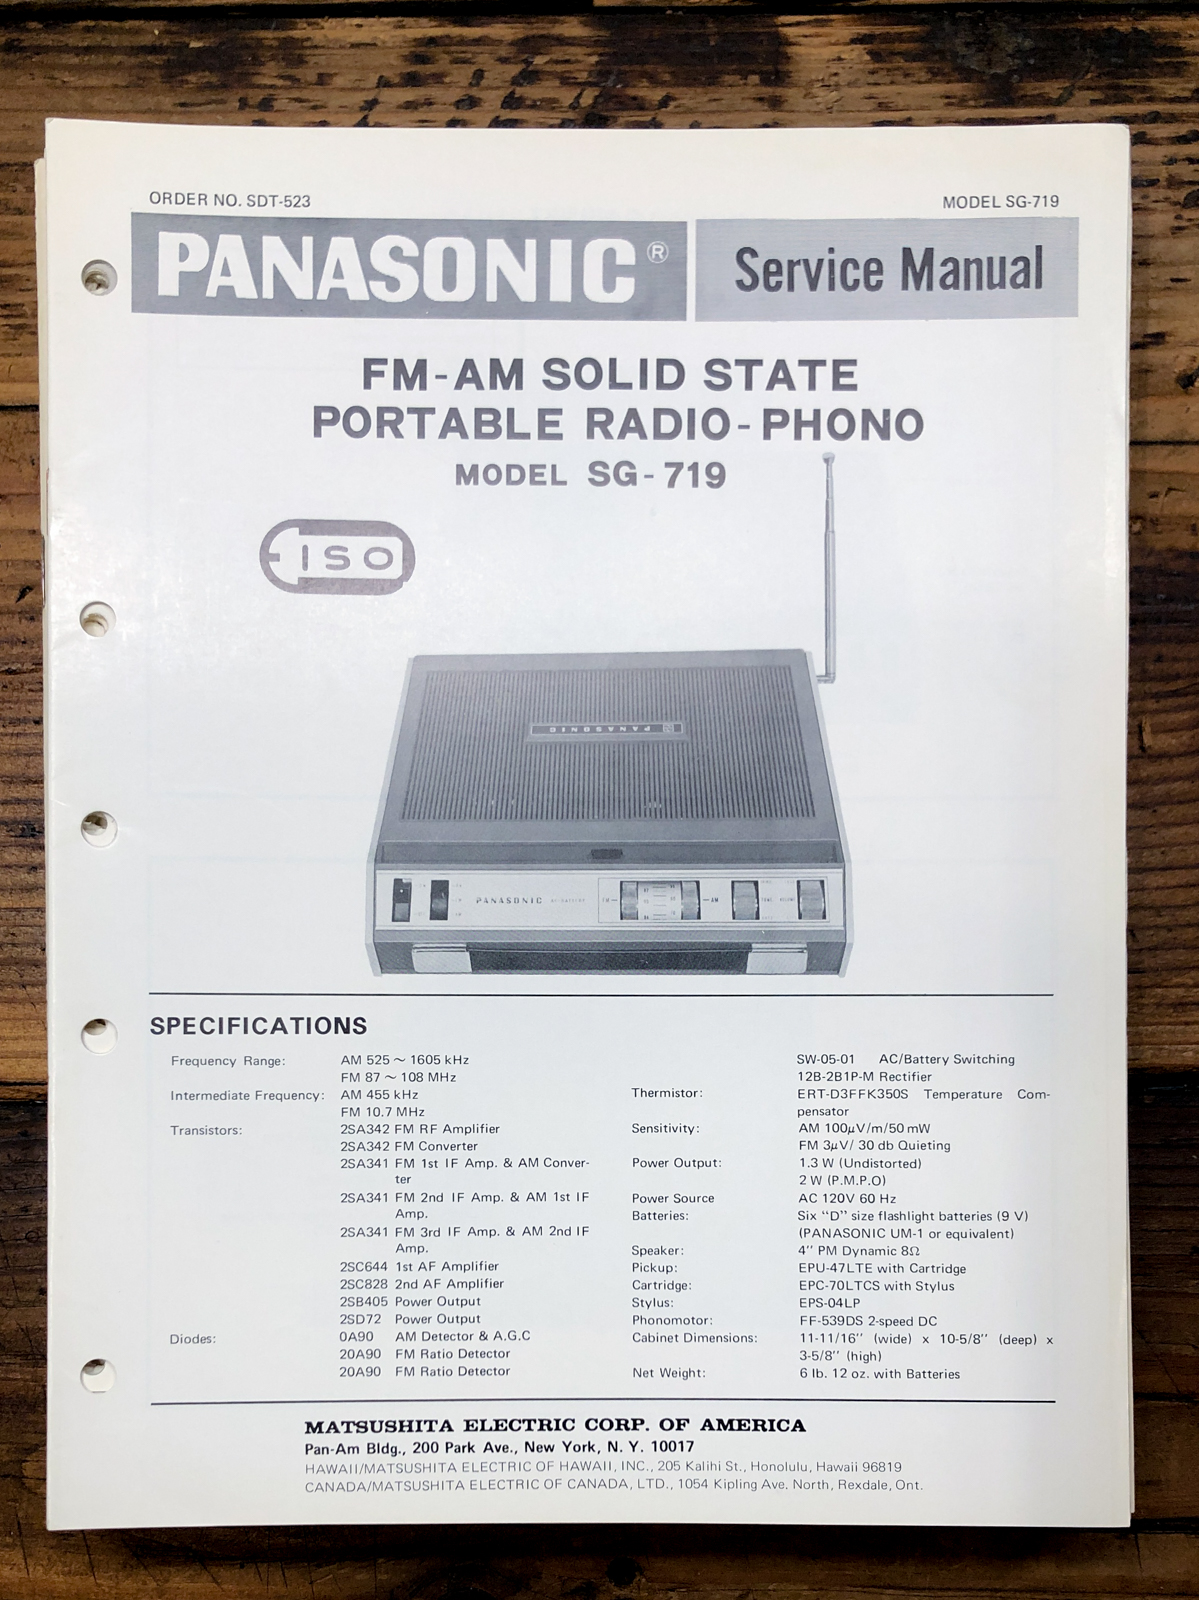 ORDER NO. SDT-523
MODEL SG-719
PANASONIC®
Service Manual
FM-AM SOLID STATE
PORTABLE RADIO-PHONO
MODEL SG-719
ISO
PANASONIC
PANASONIC
FM
AM
SPECIFICATIONS
Frequency Range: AM 525 ~ 1605 kHz
FM 87 ~ 108 MHz
Intermediate Frequency: AM 455 kHz
FM 10.7 MHz
Transistors: 2SA342 FM RF Amplifier
2SA342 FM Converter
2SA341 FM 1st IF Amp. & AM Conver-
ter
2SA341 FM 2nd IF Amp. & AM 1st IF
Amp.
2SA341 FM 3rd IF Amp. & AM 2nd IF
Amp.
2SC644 1st AF Amplifier
2SC828 2nd AF Amplifier
2SB405 Power Output
2SD72 Power Output
Diodes: 0A90 AM Detector & A.G.C
20A90 FM Ratio Detector
20A90 FM Ratio Detector
SW-05-01 AC/Battery Switching
12B-2B1P-M Rectifier
Thermistor: ERT-D3FFK350S Temperature Com-
pensator
Sensitivity: AM 100µV/m/50 mW
FM 3µV/ 30 db Quieting
Power Output: 1.3 W (Undistorted)
2 W (P.M.P.O)
Power Source AC 120V 60 Hz
Batteries: Six “D” size flashlight batteries (9 V)
(PANASONIC UM-1 or equivalent)
Speaker: 4″ PM Dynamic 8Ω
Pickup: EPU-47LTE with Cartridge
Cartridge: EPC-70LTCS with Stylus
Stylus: EPS-04LP
Phonomotor: FF-539DS 2-speed DC
Cabinet Dimensions: 11-11/16″ (wide) x 10-5/8″ (deep) x
3-5/8″ (high)
Net Weight: 6 lb. 12 oz. with Batteries
MATSUSHITA ELECTRIC CORP. OF AMERICA
Pan-Am Bldg., 200 Park Ave., New York, N. Y. 10017
HAWAII/MATSUSHITA ELECTRIC OF HAWAII, INC., 205 Kalihi St., Honolulu, Hawaii 96819
CANADA/MATSUSHITA ELECTRIC OF CANADA, LTD., 1054 Kipling Ave. North, Rexdale, Ont.